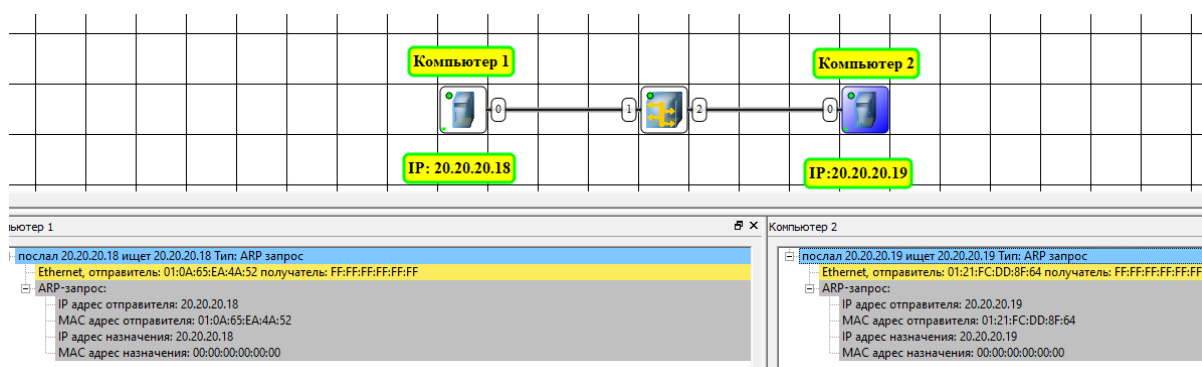 Компьютер 1
Компьютер 2
0
1
2
0
IP: 20.20.20.18
IP:20.20.20.19
пьютер 1
послал 20.20.20.18 ищет 20.20.20.18 Тип: ARP запрос
Ethernet, отправитель: 01:0A:65:EA:4A:52 получатель: FF:FF:FF:FF:FF:FF
ARP-запрос:
IP адрес отправителя: 20.20.20.18
MAC адрес отправителя: 01:0A:65:EA:4A:52
IP адрес назначения: 20.20.20.18
MAC адрес назначения: 00:00:00:00:00:00
Компьютер 2
послал 20.20.20.19 ищет 20.20.20.19 Тип: ARP запрос
Ethernet, отправитель: 01:21:FC:DD:8F:64 получатель: FF:FF:FF:FF:FF:FF
ARP-запрос:
IP адрес отправителя: 20.20.20.19
MAC адрес отправителя: 01:21:FC:DD:8F:64
IP адрес назначения: 20.20.20.19
MAC адрес назначения: 00:00:00:00:00:00